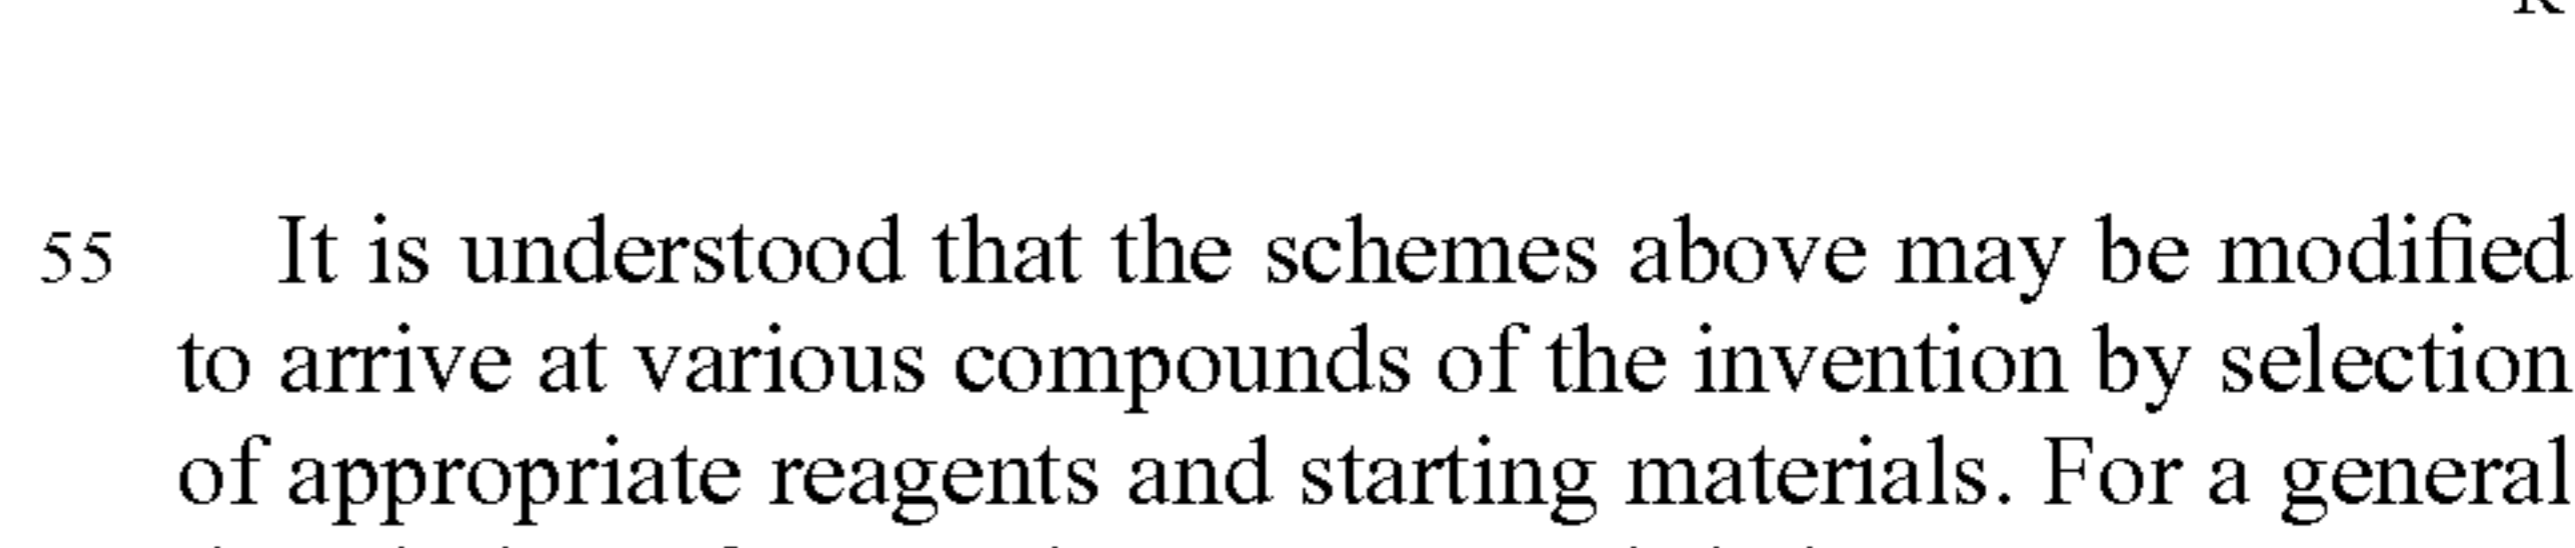 55 It is understood that the schemes above may be modified
to arrive at various compounds of the invention by selection
of appropriate reagents and starting materials. For a general